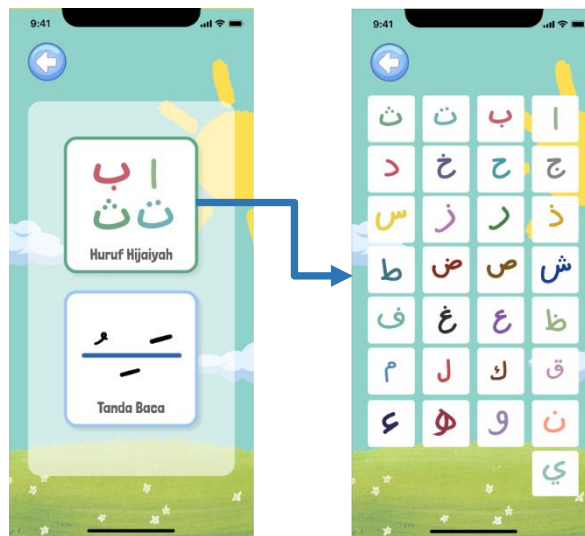 9:41
ا ب
ت ث
Huruf Hijaiyah
Tanda Baca
9:41
ا ب ت ث
ج ح خ د
ذ ر ز س
ش ص ض ط
ظ ع غ ف
ق ك ل م
ن و ه ء
ي